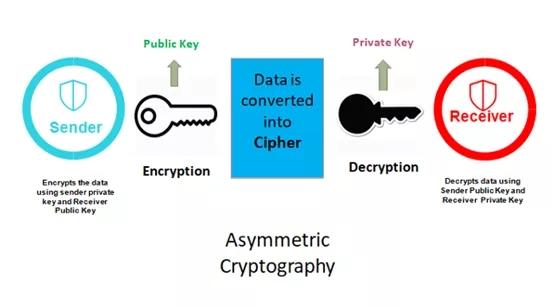 Public Key
Private Key
Sender
Data is
converted
into
Cipher
Receiver
Encryption
Decryption
Encrypts the data
using sender private
key and Receiver
Public Key
Decrypts data using
Sender Public Key and
Receiver Private Key
Asymmetric
Cryptography